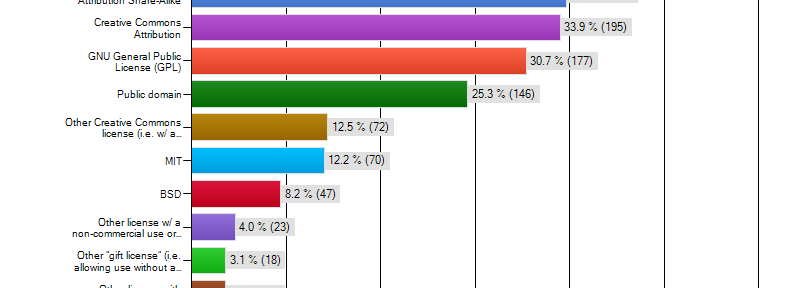 Attribution Share-Alike
Creative Commons
Attribution
33.9 % (195)
GNU General Public
License (GPL)
30.7 % (177)
Public domain
25.3 % (146)
Other Creative Commons
license (i.e. w/ a...
12.5 % (72)
MIT
12.2 % (70)
BSD
8.2 % (47)
Other license w/ a
non-commercial use or...
4.0 % (23)
Other "gift license" (i.e.
allowing use without a...
3.1 % (18)